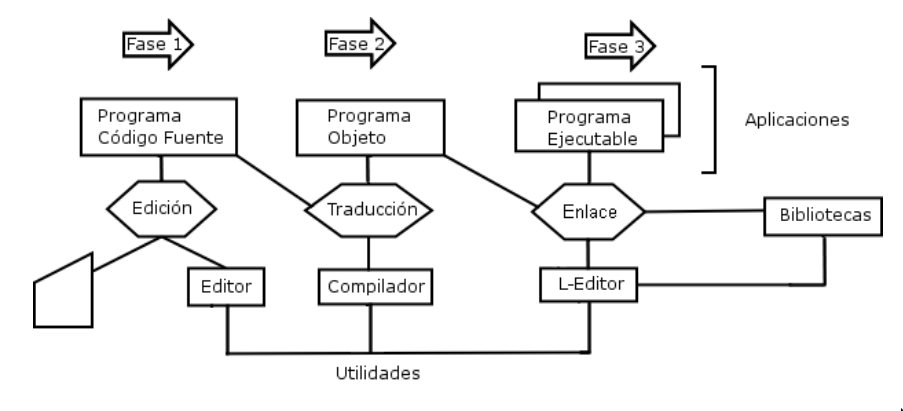 Fase 1
Fase 2
Fase 3
Programa
Código Fuente
Programa
Objeto
Programa
Ejecutable
Aplicaciones
Edición
Traducción
Enlace
Bibliotecas
Editor
Compilador
L-Editor
Utilidades